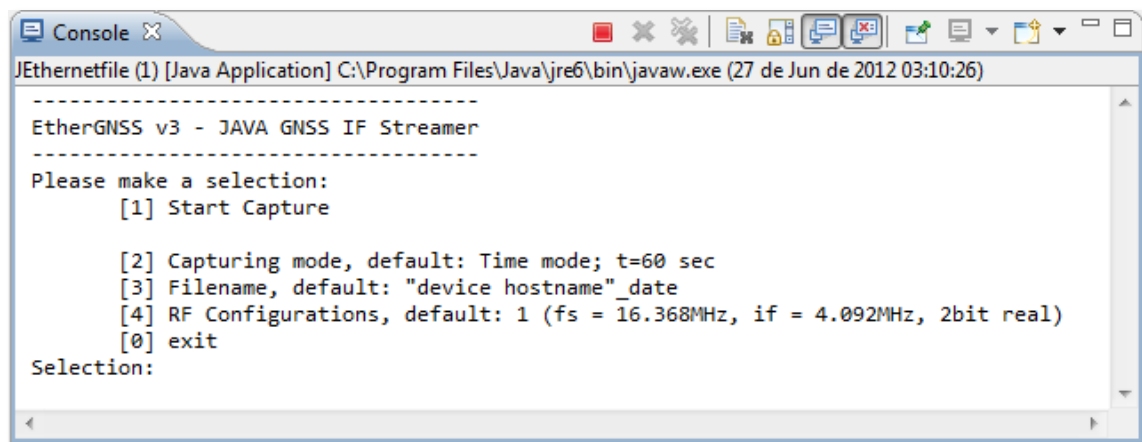 Console
JEthernetfile (1) [Java Application] C:\Program Files\Java\jre6\bin\javaw.exe (27 de Jun de 2012 03:10:26)
-------------------------------------
EtherGNSS v3 - JAVA GNSS IF Streamer
-------------------------------------
Please make a selection:
[1] Start Capture
[2] Capturing mode, default: Time mode; t=60 sec
[3] Filename, default: "device hostname"_date
[4] RF Configurations, default: 1 (fs = 16.368MHz, if = 4.092MHz, 2bit real)
[0] exit
Selection: